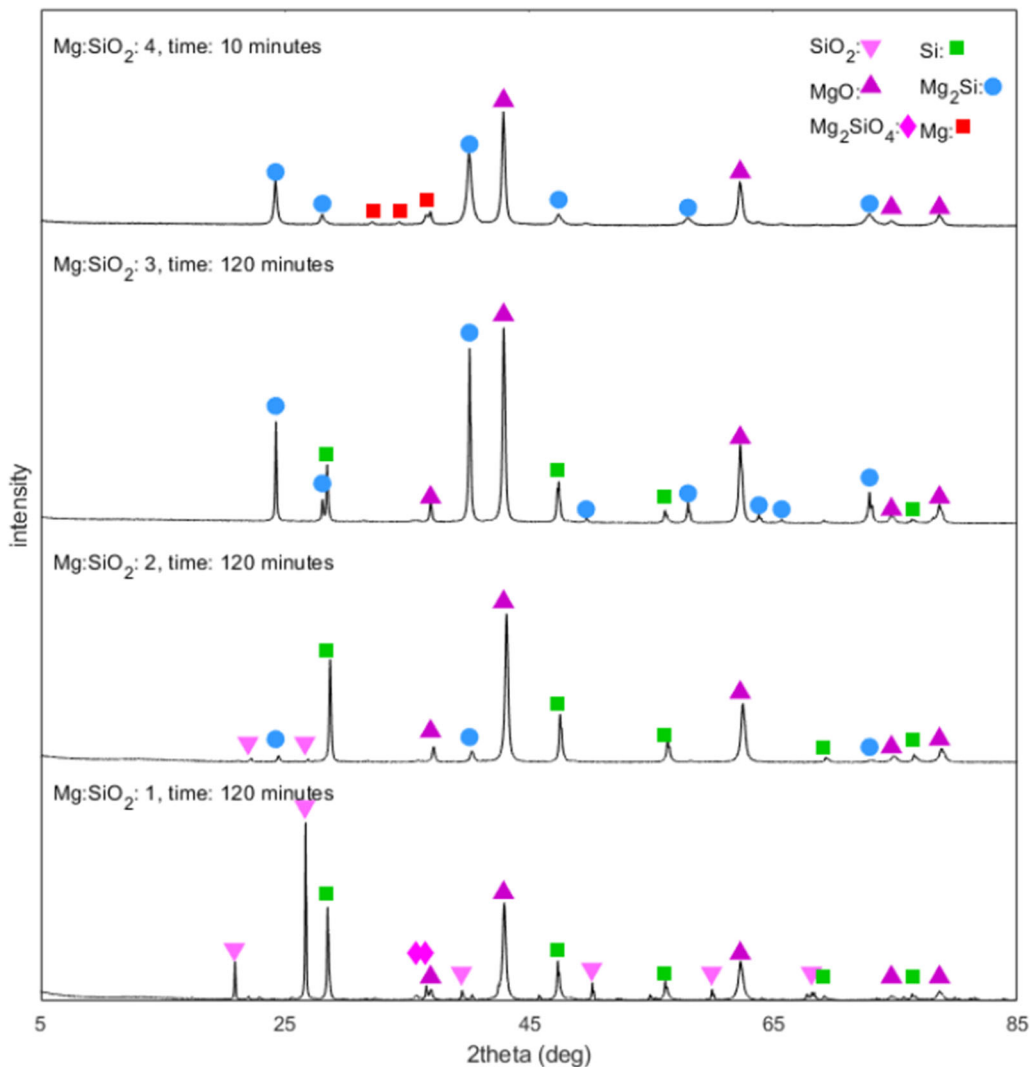 Mg:SiO2: 4, time: 10 minutes
SiO2: Si:
MgO: Mg2Si:
Mg2SiO4: Mg:
Mg:SiO2: 3, time: 120 minutes
intensity
Mg:SiO2: 2, time: 120 minutes
Mg:SiO2: 1, time: 120 minutes
5 25 45 65 85
2theta (deg)